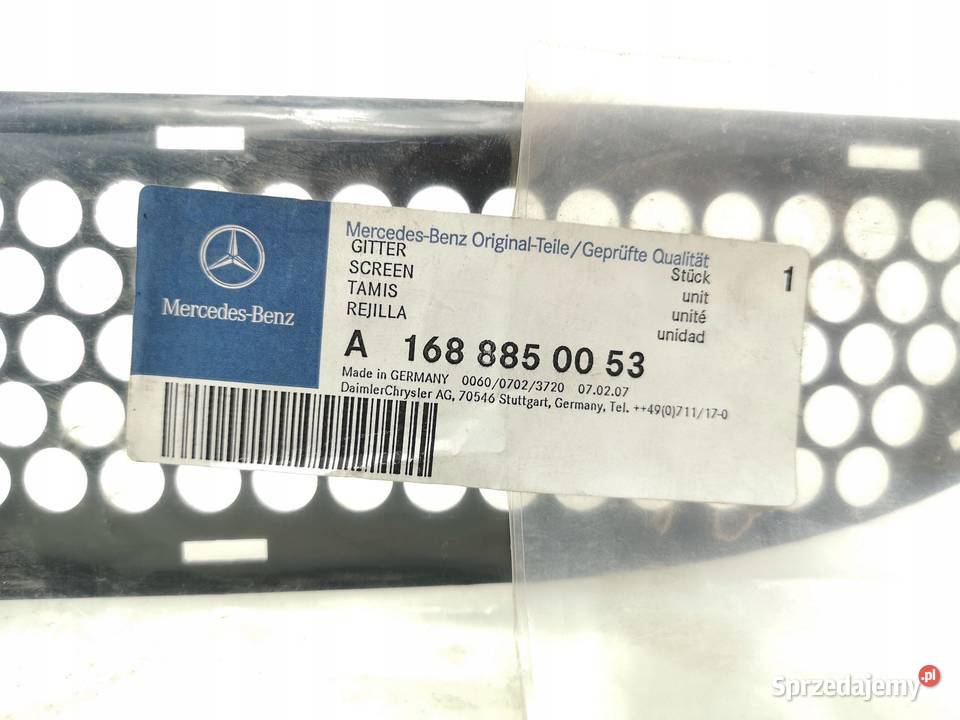 Mercedes-Benz
Mercedes-Benz Original-Teile/Geprüfte Qualität
GITTER
SCREEN
TAMIS
REJILLA
Stück
unit
unité
unidad
1
A 168 885 00 53
Made in GERMANY 0060/0702/3720 07.02.07
DaimlerChrysler AG, 70546 Stuttgart, Germany, Tel. ++49(0)711/17-0
Sprzedajemy.pl